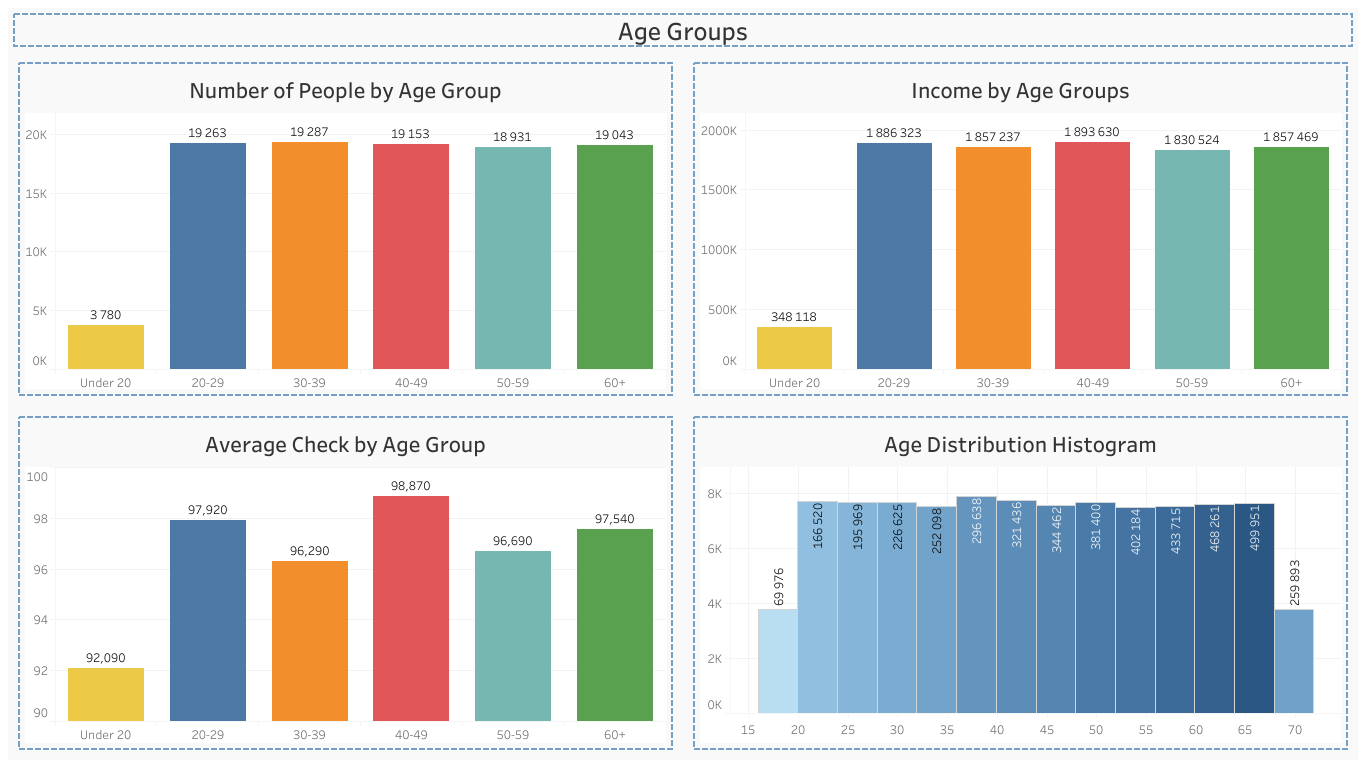 Age Groups
Number of People by Age Group
20K
15K
10K
5K
0K
3 780
19 263
19 287
19 153
18 931
19 043
Under 20
20-29
30-39
40-49
50-59
60+
Income by Age Groups
2000K
1500K
1000K
500K
0K
348 118
1 886 323
1 857 237
1 893 630
1 830 524
1 857 469
Under 20
20-29
30-39
40-49
50-59
60+
Average Check by Age Group
100
98
96
94
92
90
92,090
97,920
96,290
98,870
96,690
97,540
Under 20
20-29
30-39
40-49
50-59
60+
Age Distribution Histogram
8K
6K
4K
2K
0K
69 976
166 520
195 969
226 625
252 098
296 638
321 436
344 462
381 400
402 184
433 715
468 261
499 951
259 893
15
20
25
30
35
40
45
50
55
60
65
70